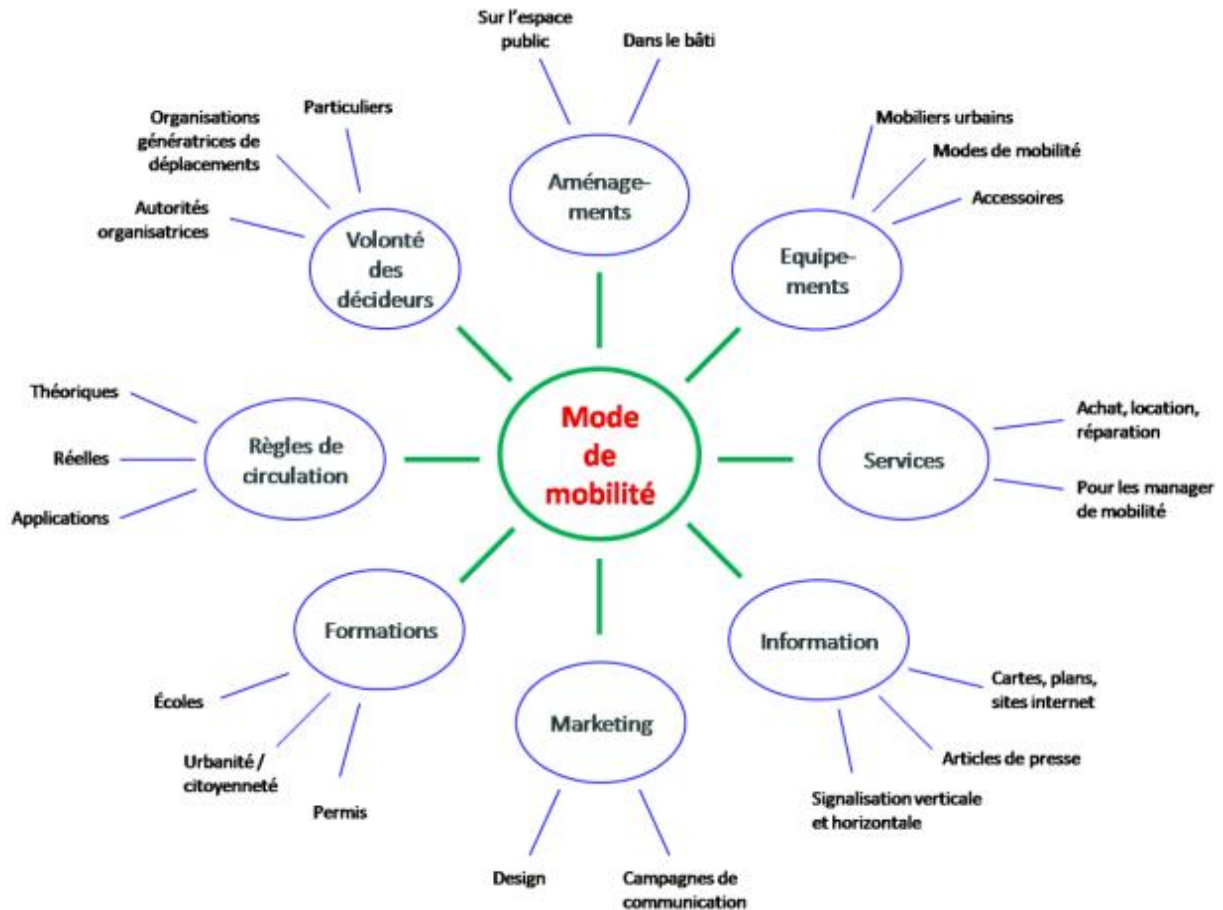 Sur l'espace
public
Dans le bâti
Aménage-
ments
Mobiliers urbains
Modes de mobilité
Accessoires
Equipe-
ments
Achat, location,
réparation
Pour les manager
de mobilité
Services
Information
Cartes, plans,
sites internet
Articles de presse
Signalisation verticale
et horizontale
Marketing
Campagnes de
communication
Design
Formations
Écoles
Urbanité /
citoyenneté
Permis
Règles de
circulation
Théoriques
Réelles
Applications
Volonté
des
décideurs
Autorités
organisatrices
Organisations
génératrices de
déplacements
Particuliers
Mode
de
mobilité